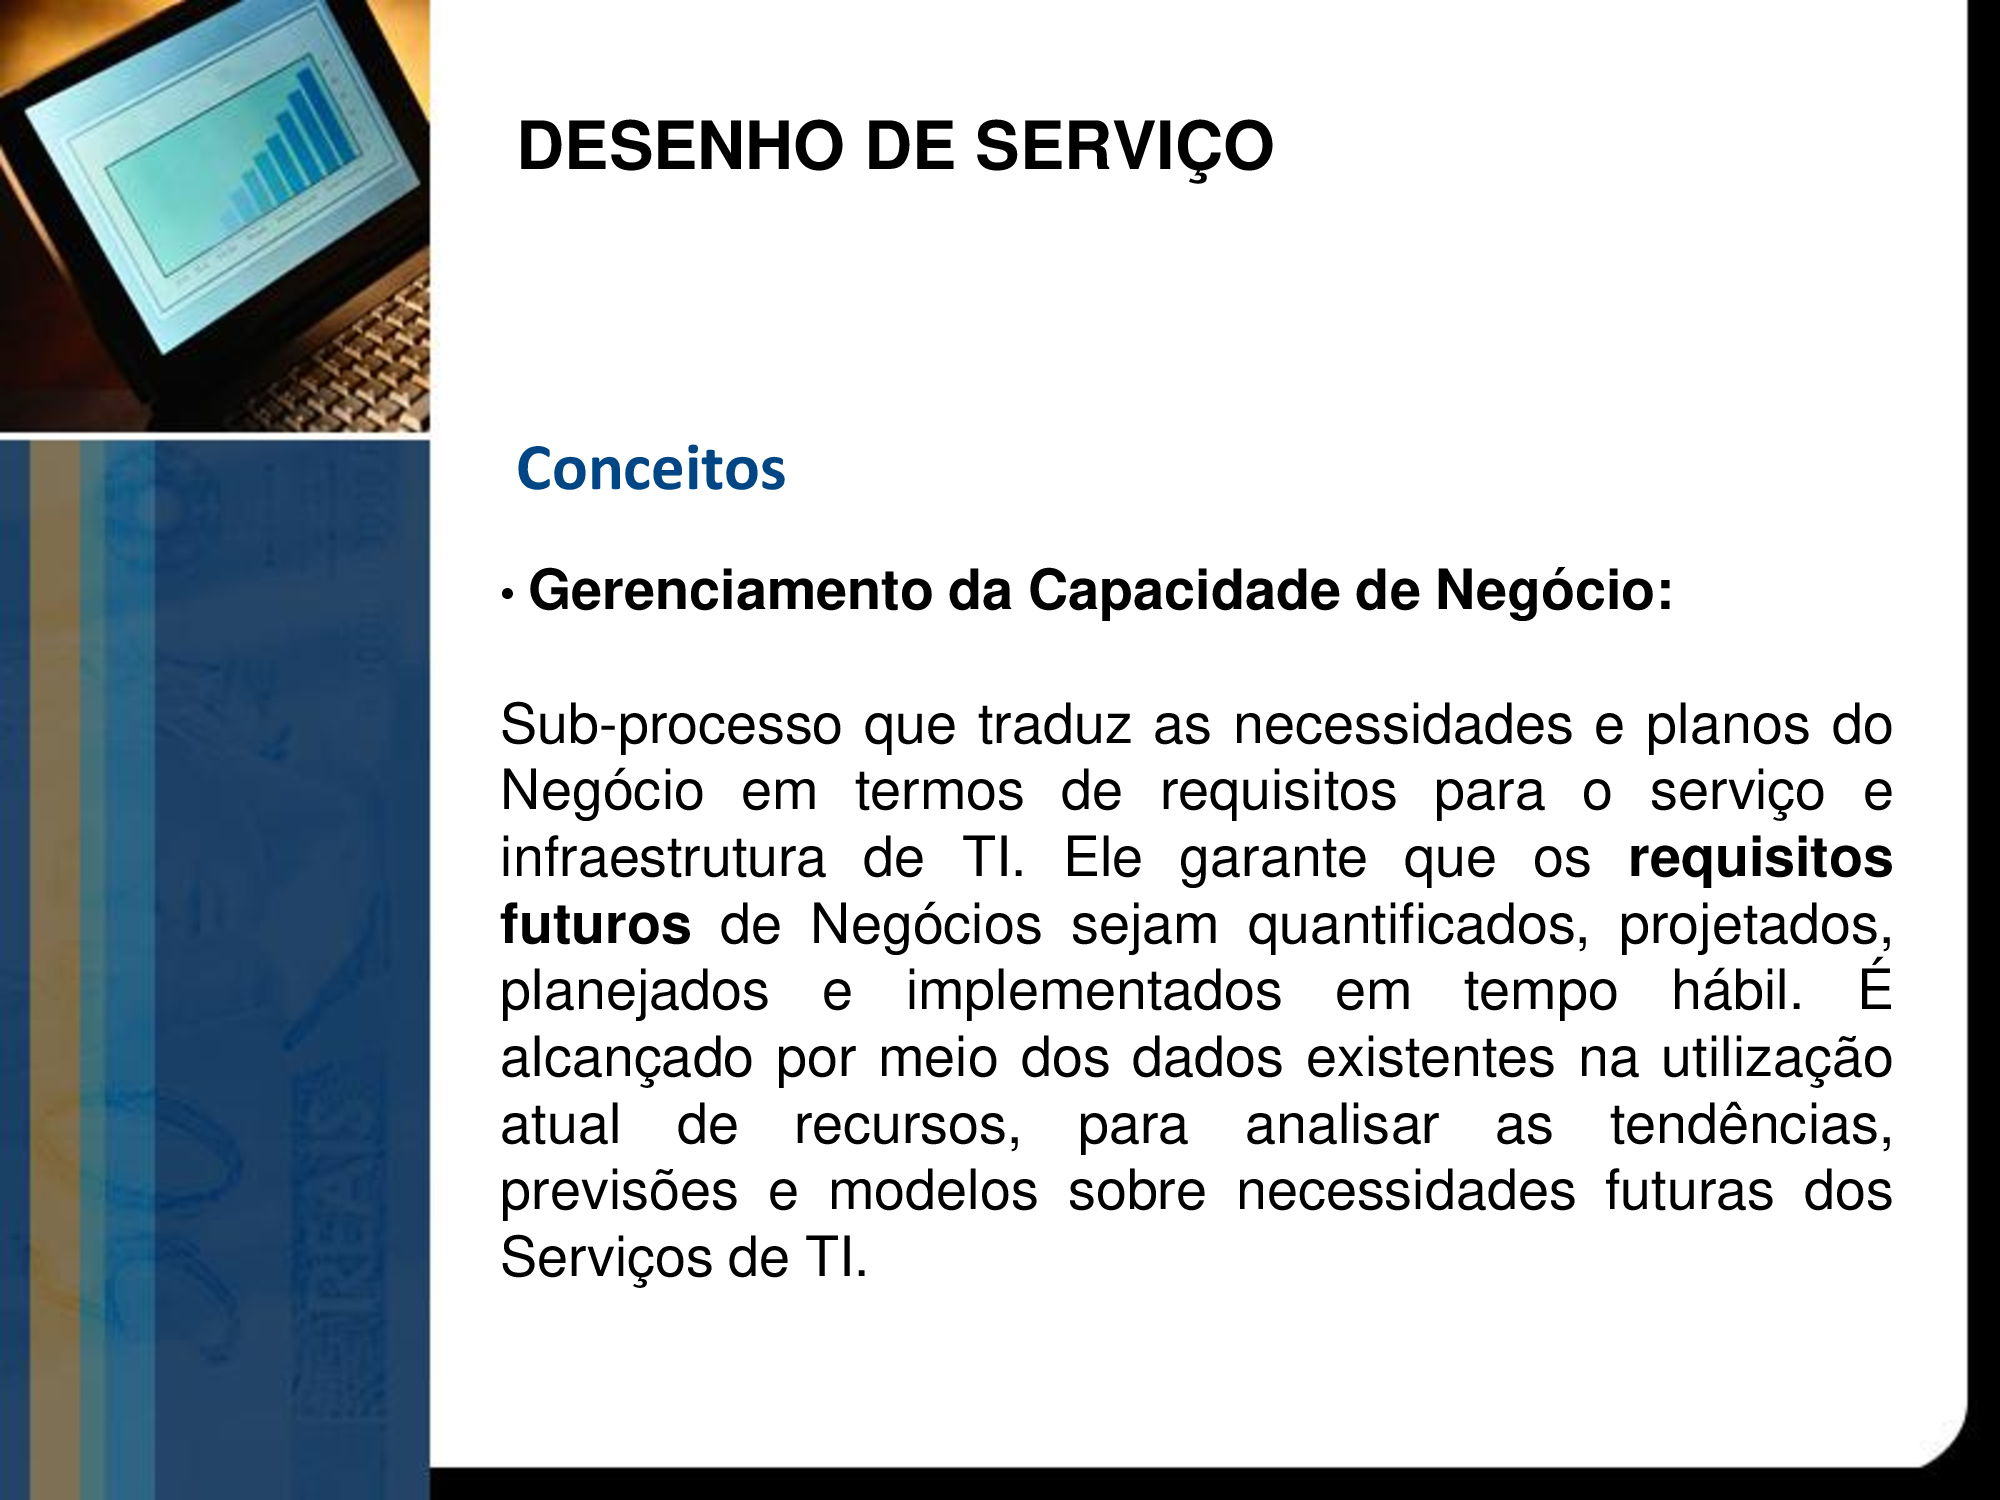 DESENHO DE SERVIÇO
Conceitos
• Gerenciamento da Capacidade de Negócio:
Sub-processo que traduz as necessidades e planos do
Negócio em termos de requisitos para o serviço e
infraestrutura de TI. Ele garante que os requisitos
futuros de Negócios sejam quantificados, projetados,
planejados e implementados em tempo hábil. É
alcançado por meio dos dados existentes na utilização
atual de recursos, para analisar as tendências,
previsões e modelos sobre necessidades futuras dos
Serviços de TI.
REAIS